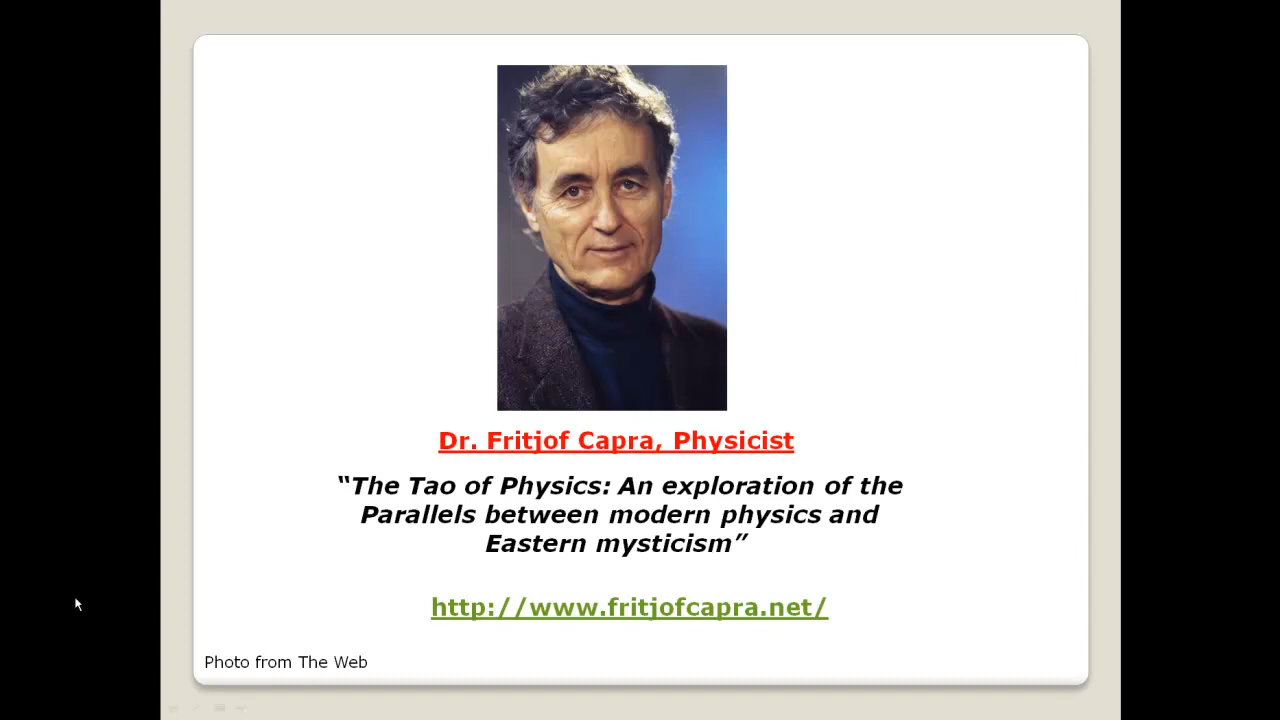 Dr. Fritjof Capra, Physicist
“The Tao of Physics: An exploration of the
Parallels between modern physics and
Eastern mysticism”
http://www.fritjofcapra.net/
Photo from The Web